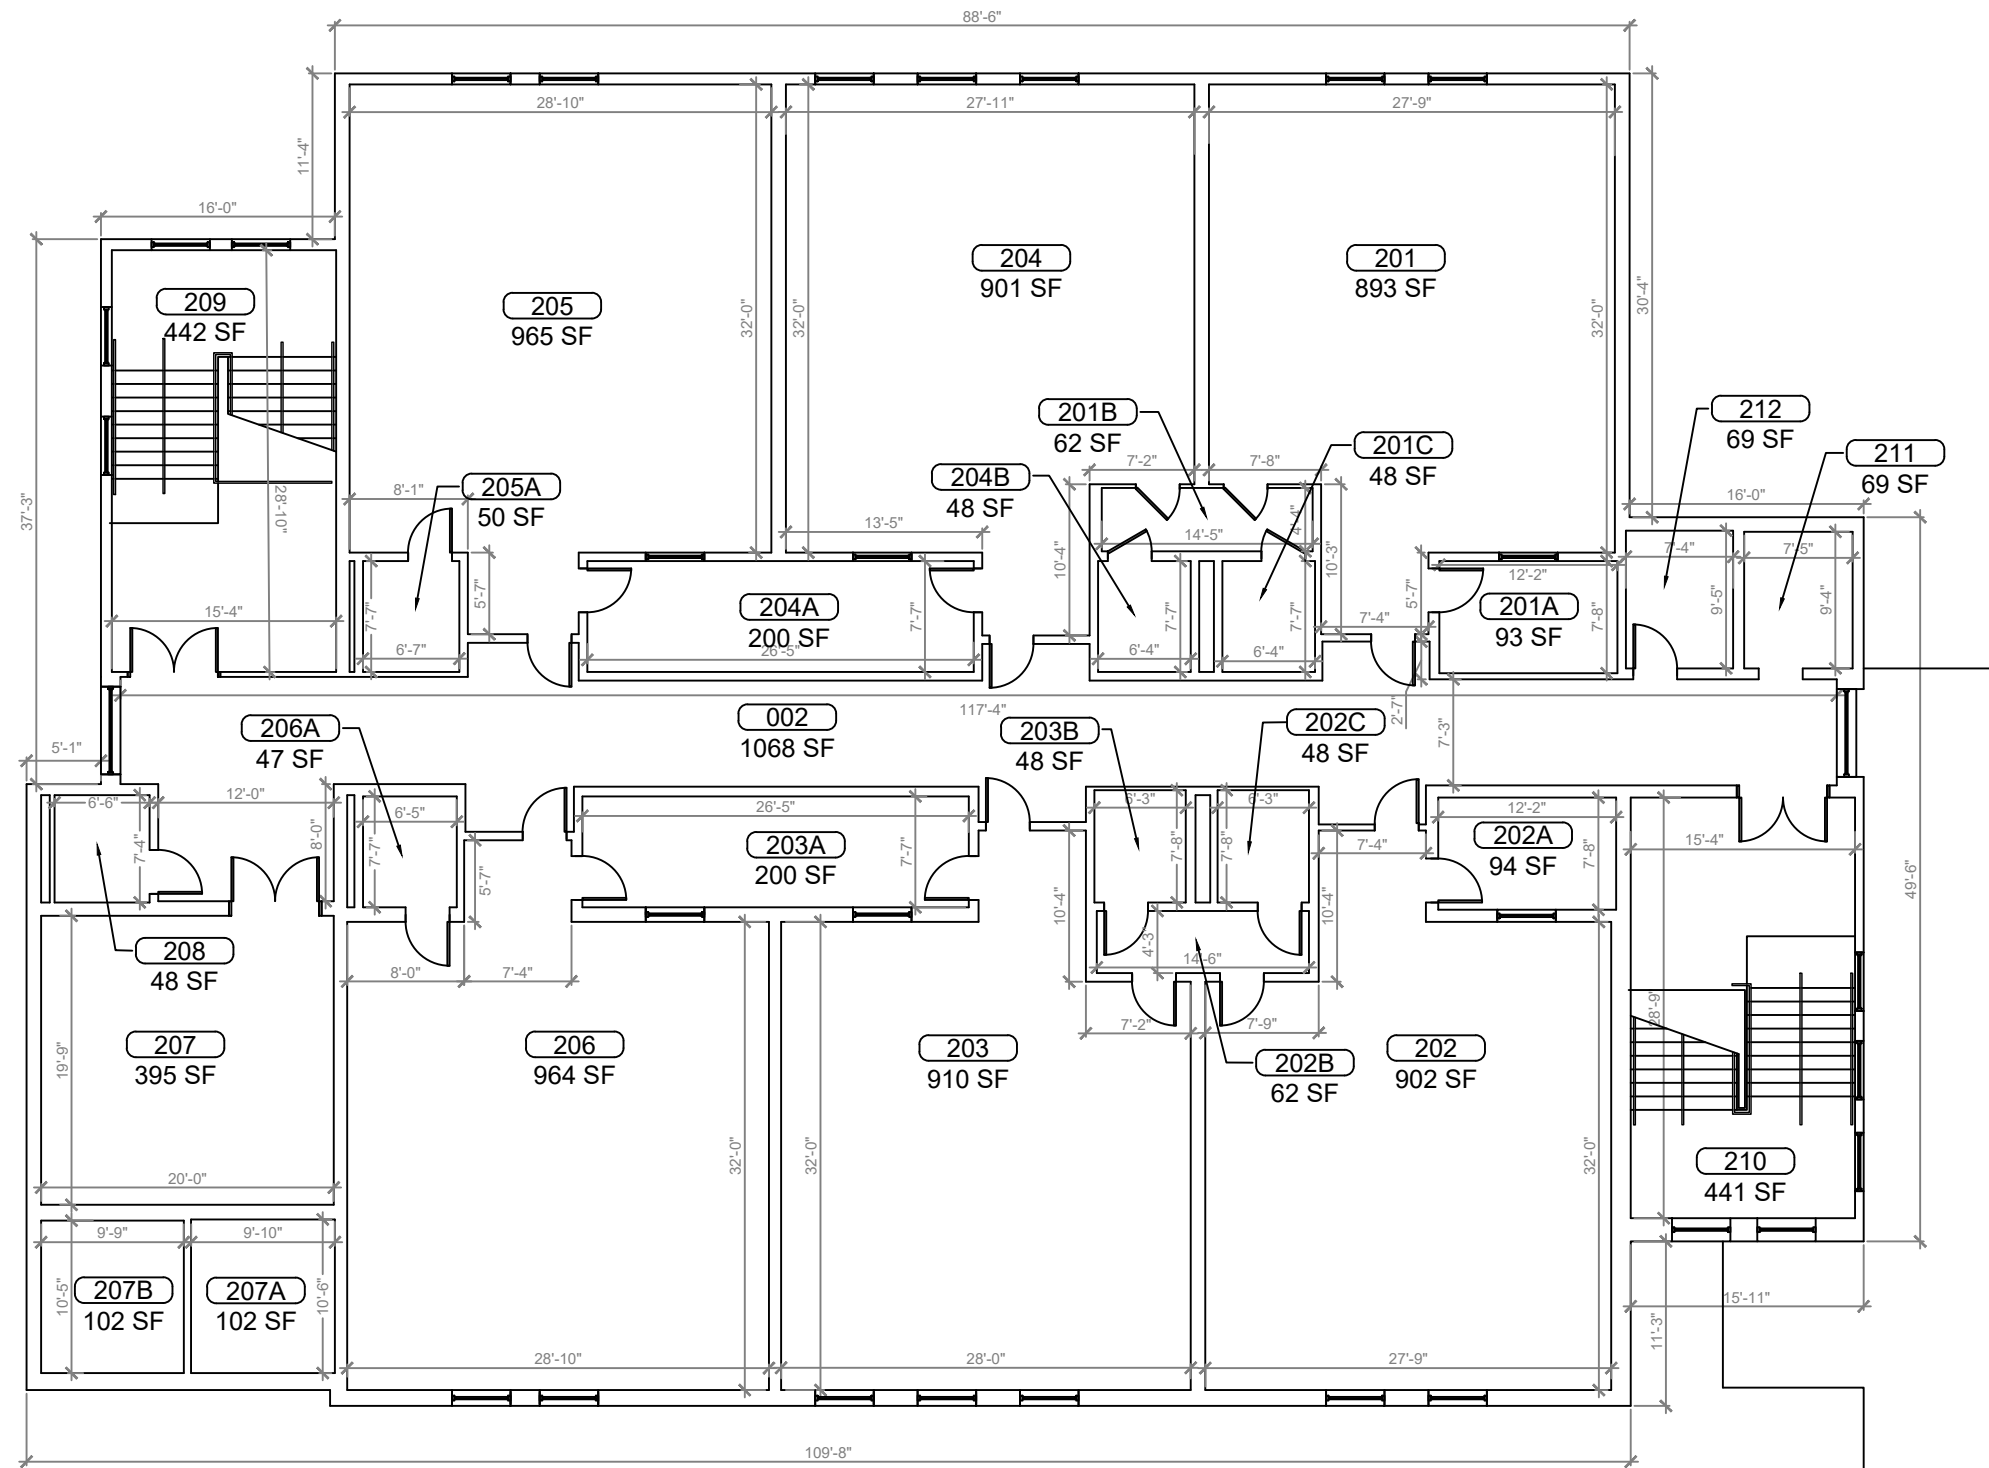 88'-6"
28'-10"
27'-11"
27'-9"
11'-4"
16'-0"
209
442 SF
205
965 SF
32'-0"
32'-0"
204
901 SF
201
893 SF
32'-0"
30'-4"
37'-3"
28'-10"
15'-4"
8'-1"
205A
50 SF
7'-7"
6'-7"
5'-7"
13'-5"
204B
48 SF
201B
62 SF
7'-2"
7'-8"
201C
48 SF
212
69 SF
211
69 SF
16'-0"
10'-4"
14'-5"
4'-4"
10'-3"
204A
200 SF
26'-5"
7'-7"
7'-7"
6'-4"
7'-7"
6'-4"
7'-4"
5'-7"
12'-2"
201A
93 SF
7'-8"
7'-4"
9'-5"
7'-5"
9'-4"
2'-7"
117'-4"
002
1068 SF
7'-3"
5'-1"
206A
47 SF
203B
48 SF
202C
48 SF
6'-6"
12'-0"
7'-4"
8'-0"
6'-5"
7'-7"
5'-7"
26'-5"
203A
200 SF
7'-7"
6'-3"
7'-8"
6'-3"
7'-8"
7'-4"
12'-2"
202A
94 SF
7'-8"
15'-4"
49'-6"
208
48 SF
8'-0"
7'-4"
10'-4"
4'-3"
14'-6"
10'-4"
7'-2"
7'-9"
202B
62 SF
207
395 SF
19'-9"
20'-0"
206
964 SF
32'-0"
203
910 SF
32'-0"
202
902 SF
32'-0"
28'-9"
210
441 SF
9'-9"
9'-10"
207B
102 SF
10'-5"
207A
102 SF
10'-6"
28'-10"
28'-0"
27'-9"
15'-11"
11'-3"
109'-8"